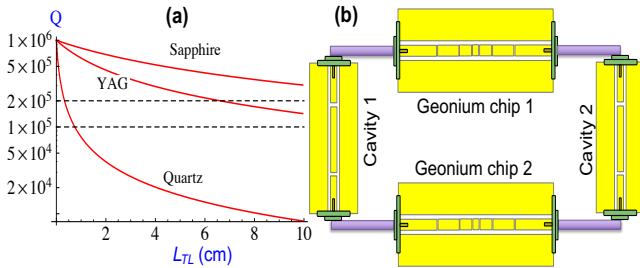 Q
(a)
(b)
1×10⁶
5×10⁵
2×10⁵
1×10⁵
5×10⁴
2×10⁴
Sapphire
YAG
Quartz
0
2
4
6
8
10
L_TL (cm)
Geonium chip 1
Cavity 1
Cavity 2
Geonium chip 2